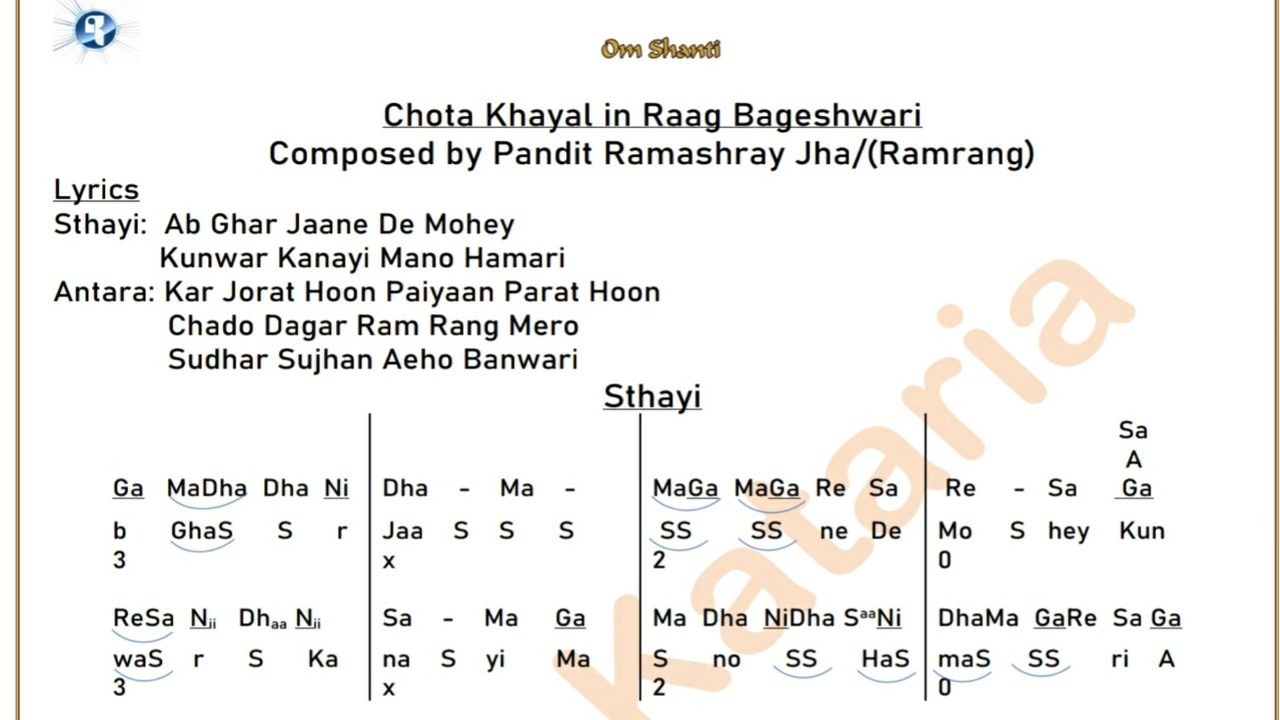 Om Shanti
Chota Khayal in Raag Bageshwari
Composed by Pandit Ramashray Jha/(Ramrang)
Lyrics
Sthayi: Ab Ghar Jaane De Mohey
Kunwar Kanayi Mano Hamari
Antara: Kar Jorat Hoon Paiyaan Parat Hoon
Chado Dagar Ram Rang Mero
Sudhar Sujhan Aeho Banwari
Sthayi
Sa
A
Ga MaDha Dha Ni Dha - Ma - MaGa MaGa Re Sa Re - Sa Ga
b GhaS S r Jaa S S S SS SS ne De Mo S hey Kun
3 x 2 0
ReSa Nii Dhaa Nii Sa - Ma Ga Ma Dha NiDha SaaNi DhaMa GaRe Sa Ga
waS r S Ka na S yi Ma S no SS HaS maS SS ri A
3 x 2 0
Kataria